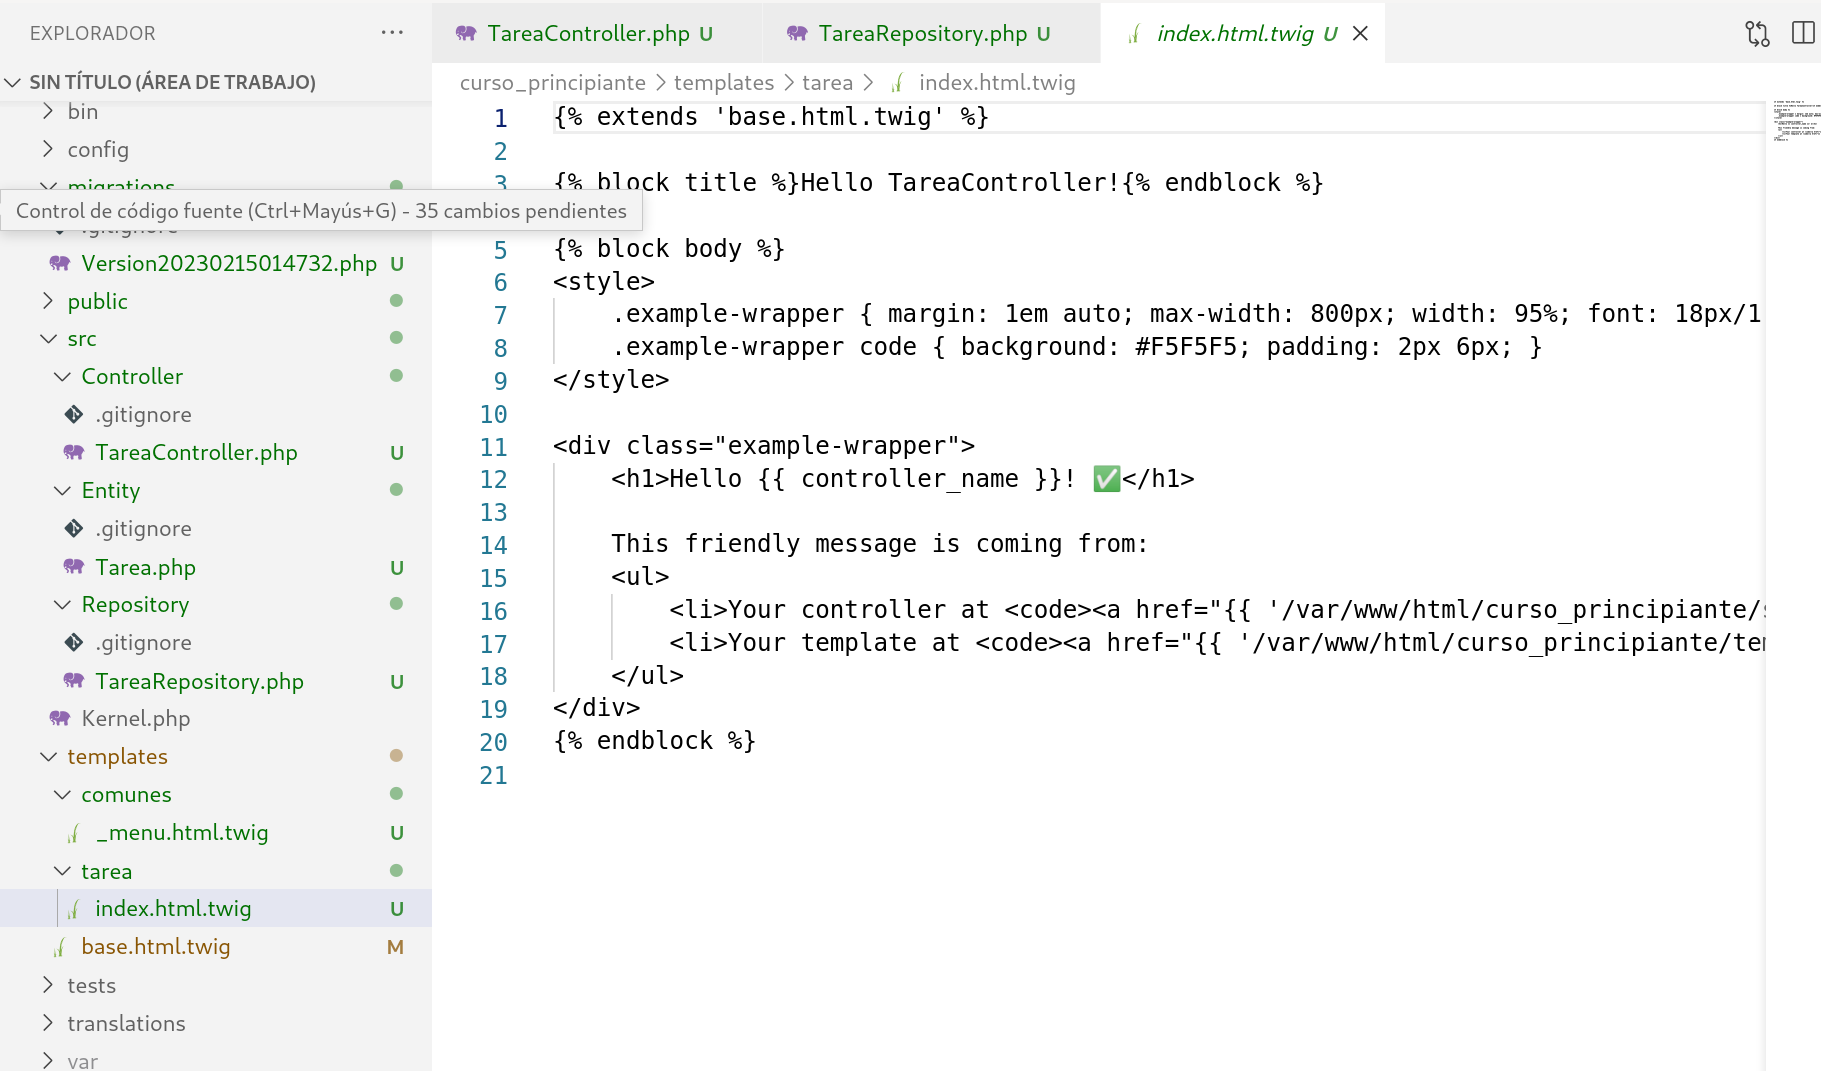 EXPLORADOR
SIN TÍTULO (ÁREA DE TRABAJO)
bin
config
migrations
Control de código fuente (Ctrl+Mayús+G) - 35 cambios pendientes
.gitignore
Version20230215014732.php U
public
src
Controller
.gitignore
TareaController.php U
Entity
.gitignore
Tarea.php U
Repository
.gitignore
TareaRepository.php U
Kernel.php
templates
comunes
_menu.html.twig U
tarea
index.html.twig U
base.html.twig M
tests
translations
var
TareaController.php U TareaRepository.php U index.html.twig U
curso_principiante > templates > tarea > index.html.twig
1 {% extends 'base.html.twig' %}
2
3 {% block title %}Hello TareaController!{% endblock %}
5 {% block body %}
6 <style>
7 .example-wrapper { margin: 1em auto; max-width: 800px; width: 95%; font: 18px/1
8 .example-wrapper code { background: #F5F5F5; padding: 2px 6px; }
9 </style>
10
11 <div class="example-wrapper">
12 <h1>Hello {{ controller_name }}! ✅</h1>
13
14 This friendly message is coming from:
15 <ul>
16 <li>Your controller at <code><a href="{{ '/var/www/html/curso_principiante/s
17 <li>Your template at <code><a href="{{ '/var/www/html/curso_principiante/tem
18 </ul>
19 </div>
20 {% endblock %}
21